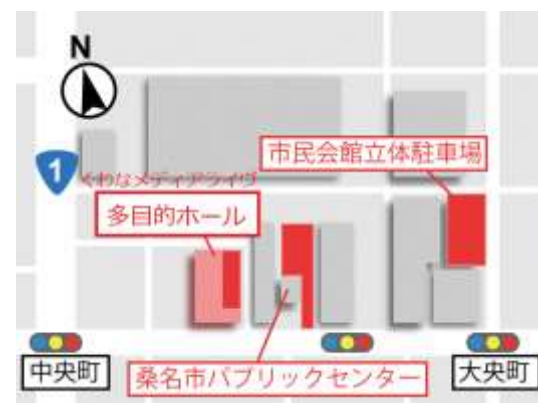 N
1
市民会館立体駐車場
くわなメディアライヴ
多目的ホール
中央町
桑名市パブリックセンター
大央町